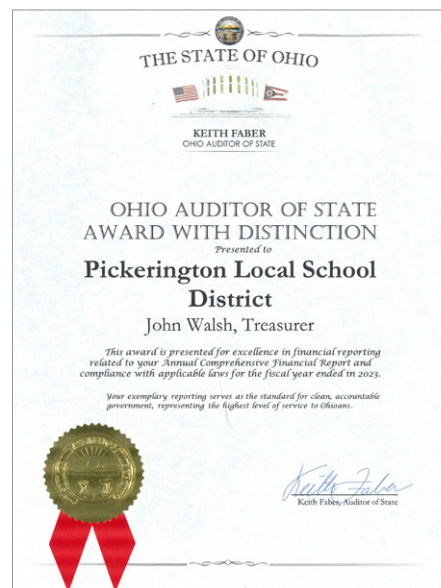 THE STATE OF OHIO
KEITH FABER
OHIO AUDITOR OF STATE
OHIO AUDITOR OF STATE
AWARD WITH DISTINCTION
Presented to
Pickerington Local School
District
John Walsh, Treasurer
This award is presented for excellence in financial reporting
related to your Annual Comprehensive Financial Report and
compliance with applicable laws for the fiscal year ended in 2023.
Your exemplary reporting serves as the standard for clean, accountable
government, representing the highest level of service to Ohioans.
Keith Faber
Keith Faber, Auditor of State